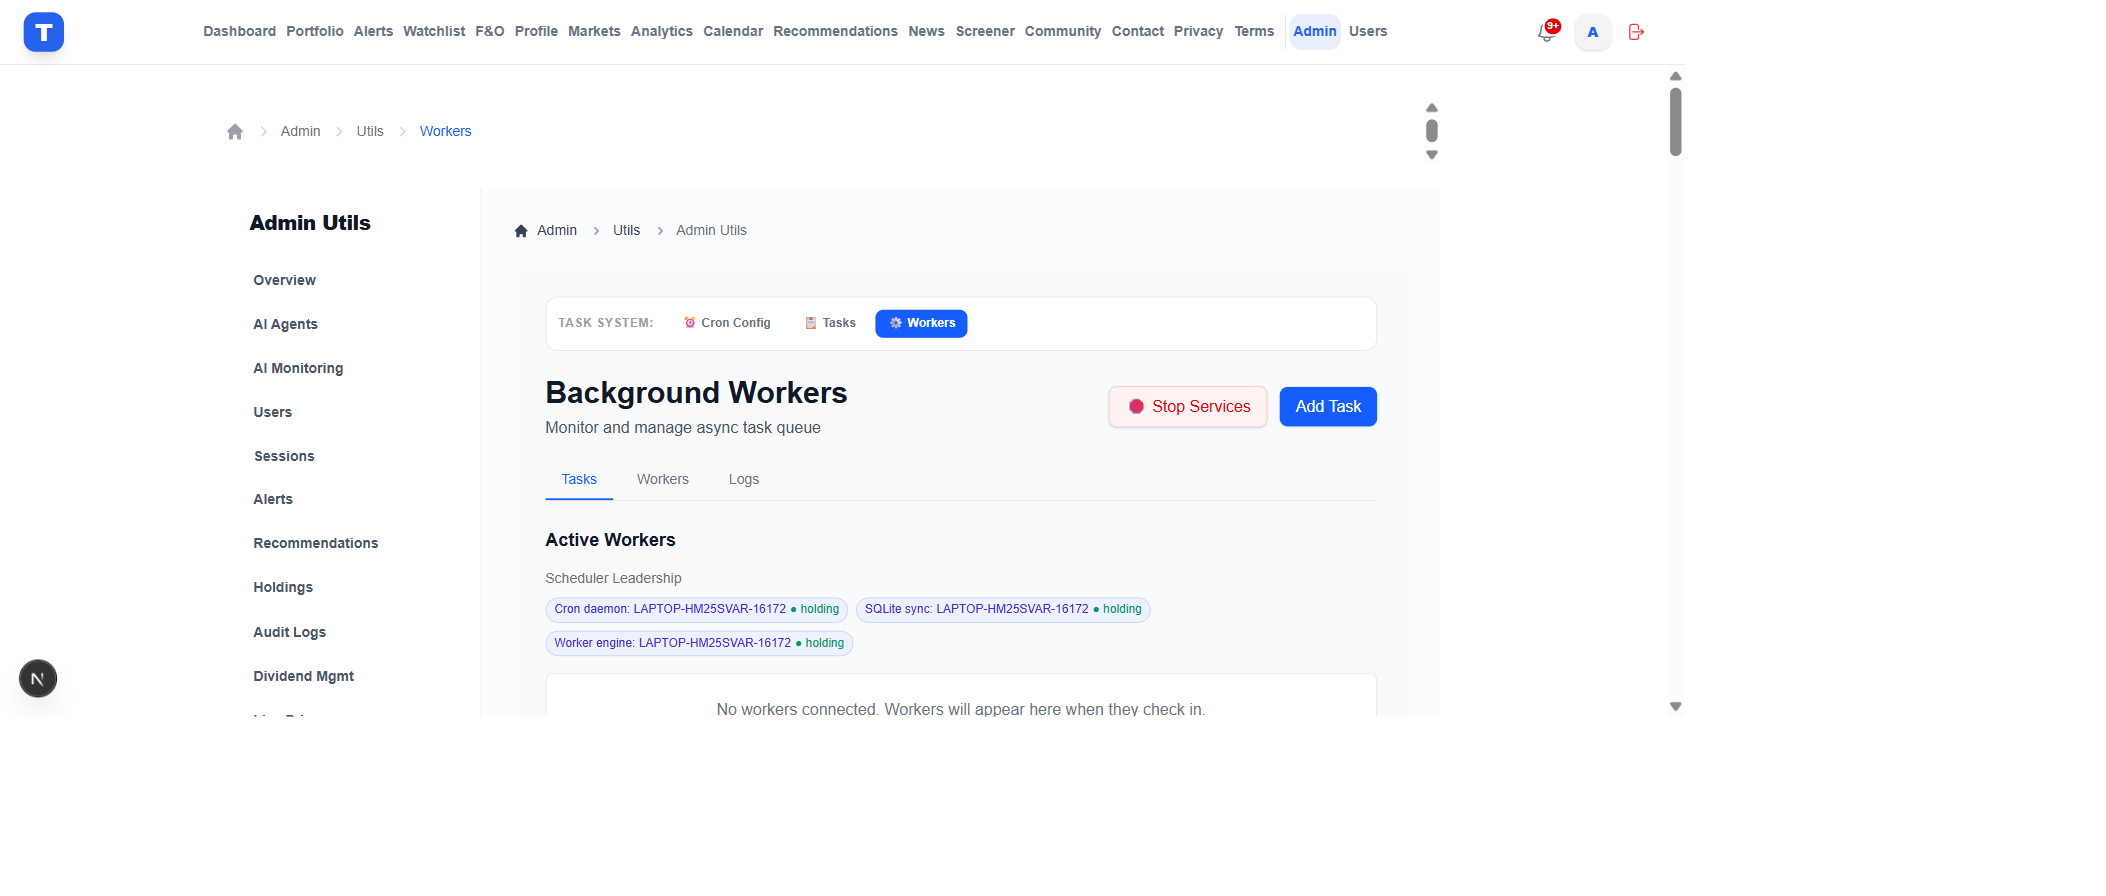 T
Dashboard Portfolio Alerts Watchlist F&O Profile Markets Analytics Calendar Recommendations News Screener Community Contact Privacy Terms Admin Users
9+
A
Admin Utils Workers
Admin Utils
Overview
AI Agents
AI Monitoring
Users
Sessions
Alerts
Recommendations
Holdings
Audit Logs
Dividend Mgmt
N
Admin Utils Admin Utils
TASK SYSTEM: Cron Config Tasks Workers
Background Workers
Monitor and manage async task queue
Stop Services Add Task
Tasks Workers Logs
Active Workers
Scheduler Leadership
Cron daemon: LAPTOP-HM25SVAR-16172 ● holding SQLite sync: LAPTOP-HM25SVAR-16172 ● holding
Worker engine: LAPTOP-HM25SVAR-16172 ● holding
No workers connected. Workers will appear here when they check in.